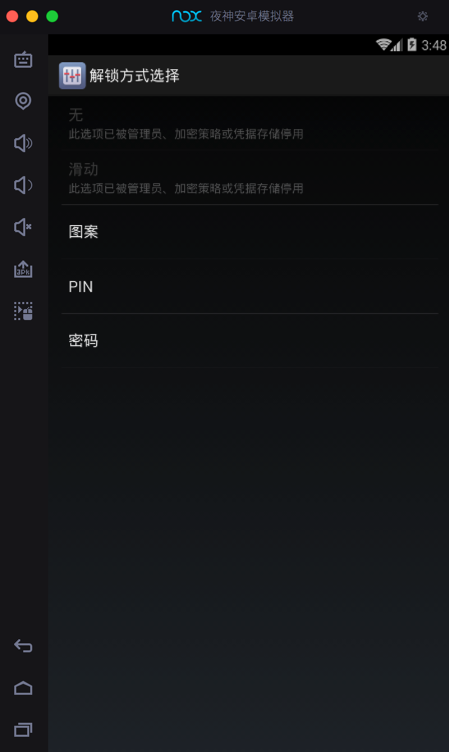 nox 夜神安卓模拟器
3:48
解锁方式选择
无
此选项已被管理员、加密策略或凭据存储停用
滑动
此选项已被管理员、加密策略或凭据存储停用
图案
APK
PIN
密码